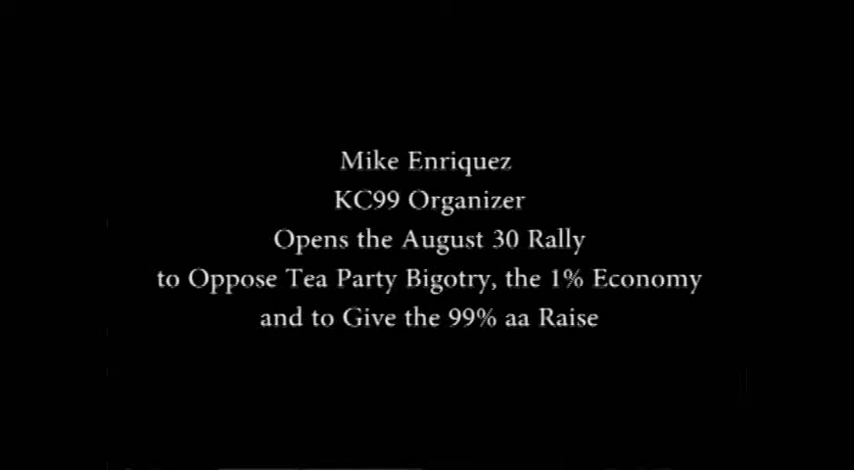 Mike Enriquez
KC99 Organizer
Opens the August 30 Rally
to Oppose Tea Party Bigotry, the 1% Economy
and to Give the 99% aa Raise